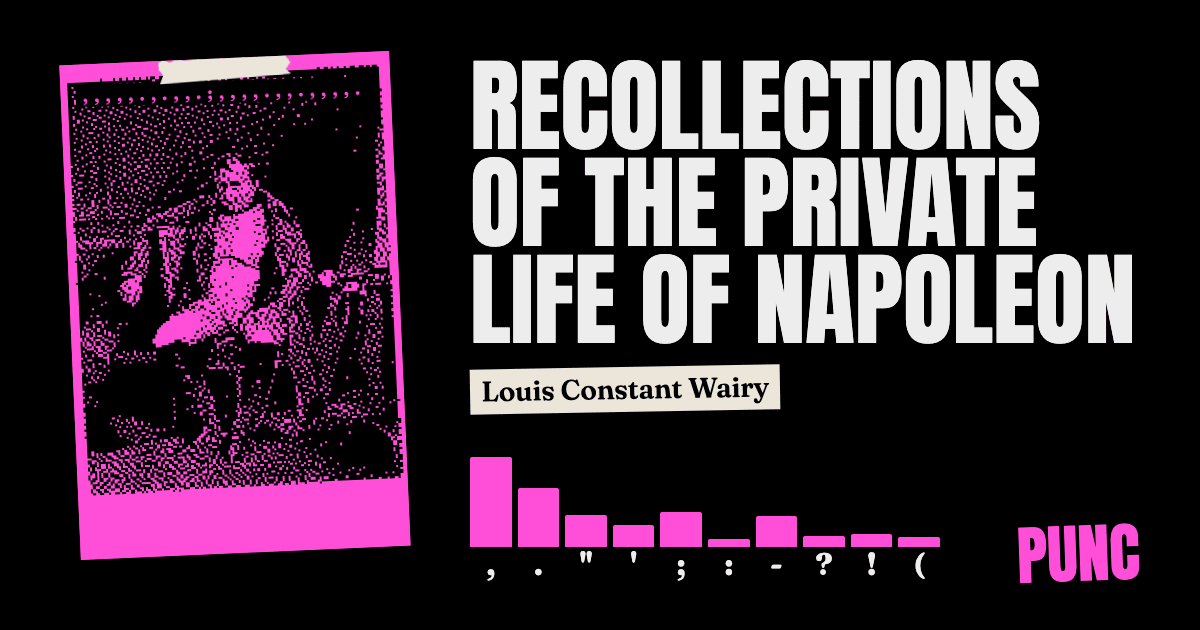 RECOLLECTIONS
OF THE PRIVATE
LIFE OF NAPOLEON
Louis Constant Wairy
, . " ' ; : - ? ! (
PUNC